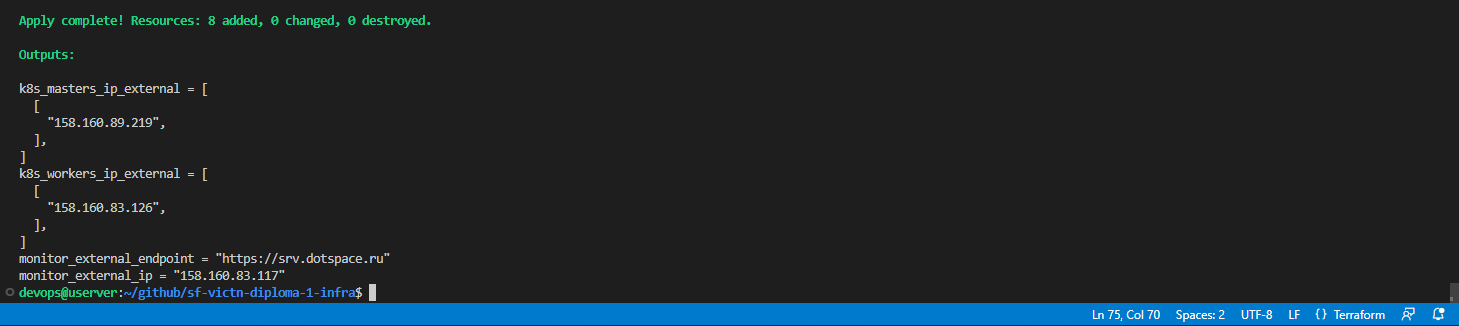 Apply complete! Resources: 8 added, 0 changed, 0 destroyed.
Outputs:
k8s_masters_ip_external = [
  [
    "158.160.89.219",
  ],
]
k8s_workers_ip_external = [
  [
    "158.160.83.126",
  ],
]
monitor_external_endpoint = "https://srv.dotspace.ru"
monitor_external_ip = "158.160.83.117"
devops@userver:~/github/sf-victn-diploma-1-infra$
Ln 75, Col 70 Spaces: 2 UTF-8 LF {} Terraform